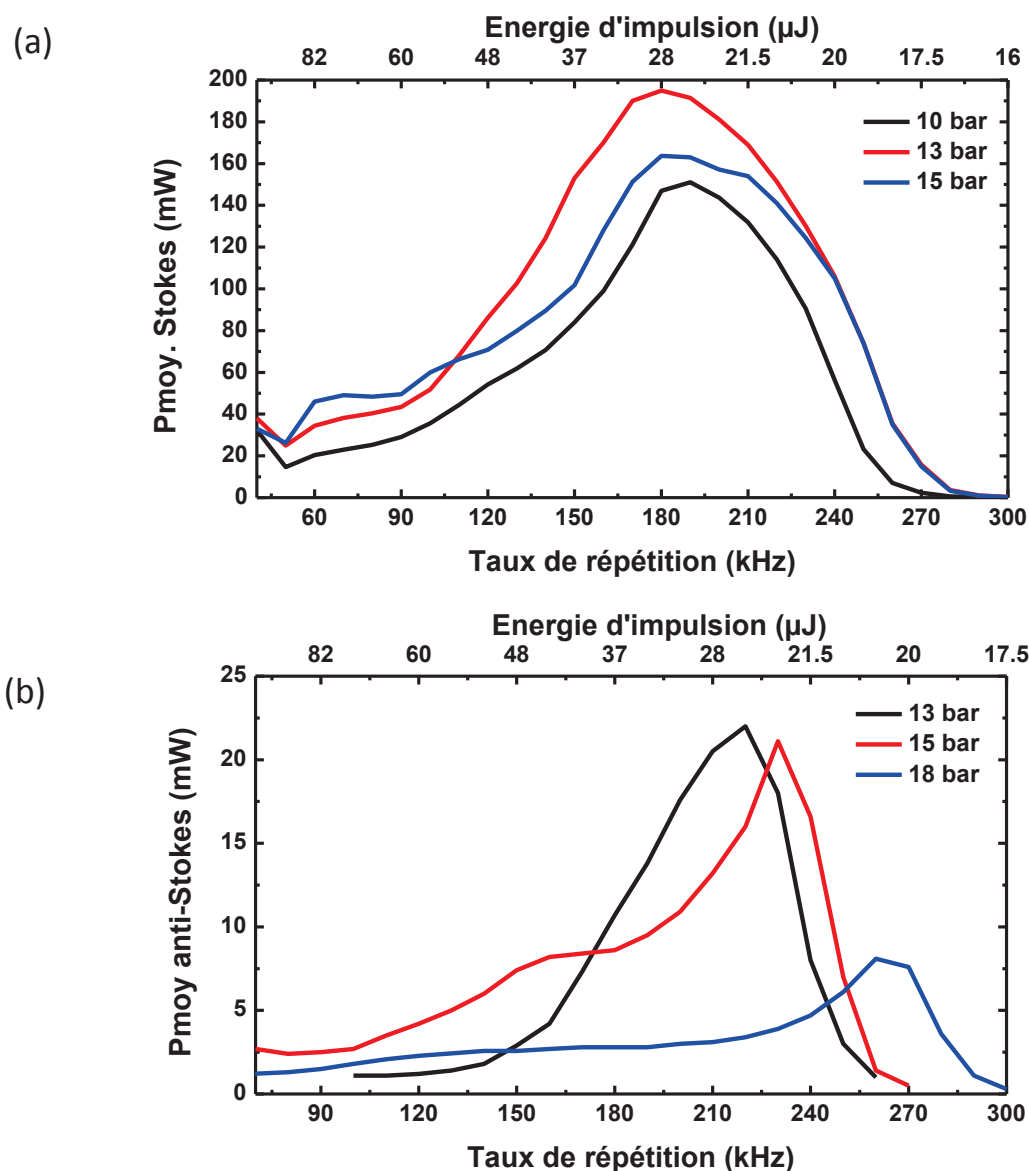 (a)
Energie d'impulsion (µJ)
82 60 48 37 28 21.5 20 17.5 16
200
180
160
140
120
100
80
60
40
20
0
Pmoy. Stokes (mW)
10 bar
13 bar
15 bar
60 90 120 150 180 210 240 270 300
Taux de répétition (kHz)
(b)
Energie d'impulsion (µJ)
82 60 48 37 28 21.5 20 17.5
25
20
15
10
5
0
Pmoy anti-Stokes (mW)
13 bar
15 bar
18 bar
90 120 150 180 210 240 270 300
Taux de répétition (kHz)